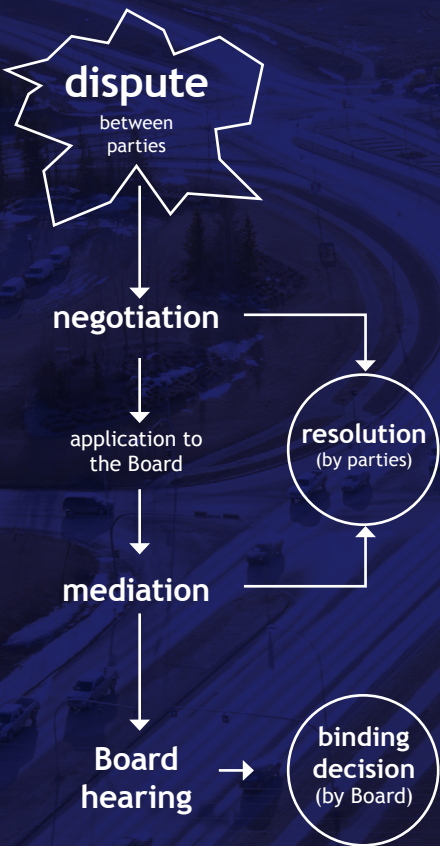 dispute
between
parties
negotiation
application to
the Board
resolution
(by parties)
mediation
Board
hearing
binding
decision
(by Board)